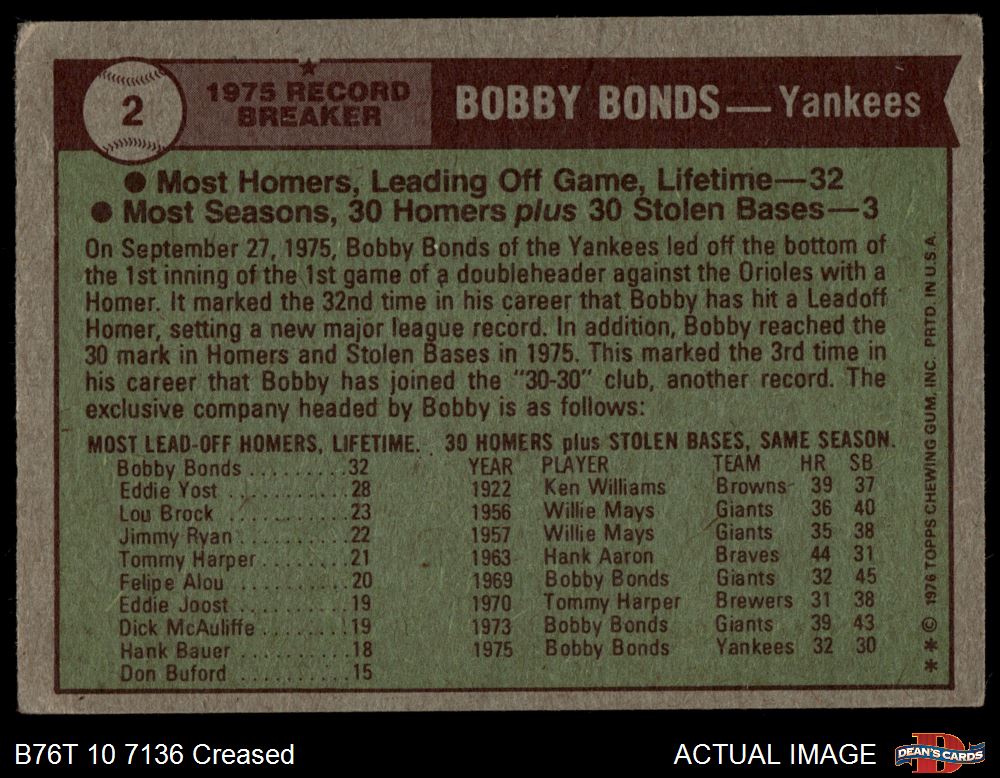 2
1975 RECORD
BREAKER
BOBBY BONDS—Yankees
● Most Homers, Leading Off Game, Lifetime—32
● Most Seasons, 30 Homers plus 30 Stolen Bases—3
On September 27, 1975, Bobby Bonds of the Yankees led off the bottom of
the 1st inning of the 1st game of a doubleheader against the Orioles with a
Homer. It marked the 32nd time in his career that Bobby has hit a Leadoff
Homer, setting a new major league record. In addition, Bobby reached the
30 mark in Homers and Stolen Bases in 1975. This marked the 3rd time in
his career that Bobby has joined the "30-30" club, another record. The
exclusive company headed by Bobby is as follows:
MOST LEAD-OFF HOMERS, LIFETIME.
Bobby Bonds ......... 32
Eddie Yost ........... 28
Lou Brock ........... 23
Jimmy Ryan .......... 22
Tommy Harper ........ 21
Felipe Alou .......... 20
Eddie Joost .......... 19
Dick McAuliffe ........ 19
Hank Bauer .......... 18
Don Buford .......... 15
30 HOMERS plus STOLEN BASES, SAME SEASON.
YEAR PLAYER TEAM HR SB
1922 Ken Williams Browns 39 37
1956 Willie Mays Giants 36 40
1957 Willie Mays Giants 35 38
1963 Hank Aaron Braves 44 31
1969 Bobby Bonds Giants 32 45
1970 Tommy Harper Brewers 31 38
1973 Bobby Bonds Giants 39 43
1975 Bobby Bonds Yankees 32 30
** © 1976 TOPPS CHEWING GUM, INC. PRTD. IN U.S.A.
B76T 10 7136 Creased
ACTUAL IMAGE
DEAN'S CARDS